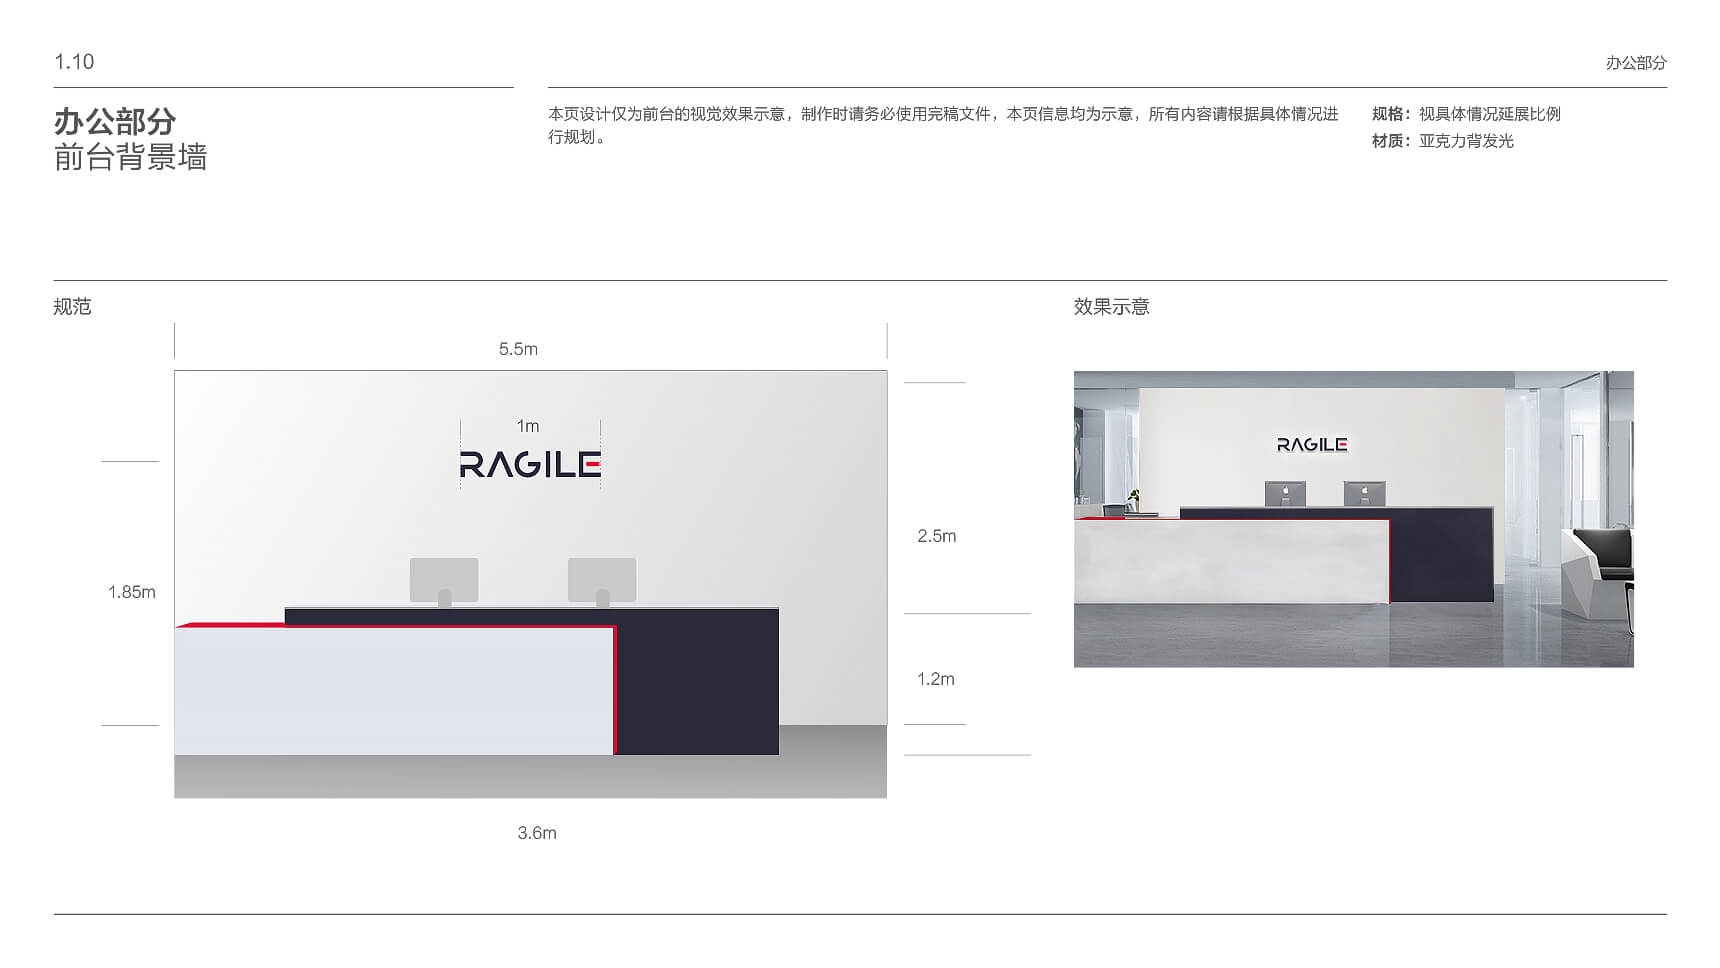 1.10
办公部分
办公部分
前台背景墙
本页设计仅为前台的视觉效果示意，制作时请务必使用完稿文件，本页信息均为示意，所有内容请根据具体情况进
行规划。
规格：视具体情况延展比例
材质：亚克力背发光
规范
效果示意
5.5m
1m
RAGILE
RAGILE
2.5m
1.85m
1.2m
3.6m